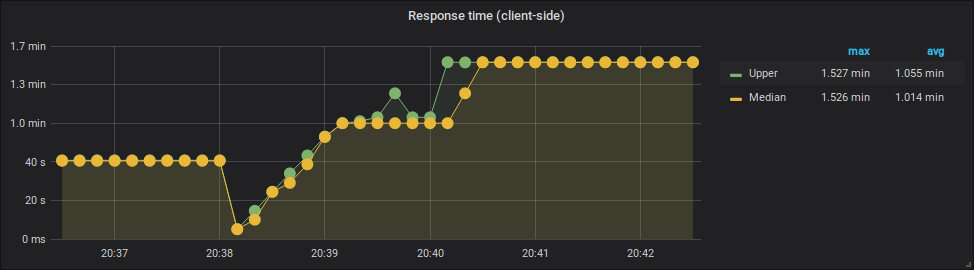 Response time (client-side)
1.7 min
1.3 min
1.0 min
40 s
20 s
0 ms
20:37 20:38 20:39 20:40 20:41 20:42
max avg
Upper 1.527 min 1.055 min
Median 1.526 min 1.014 min